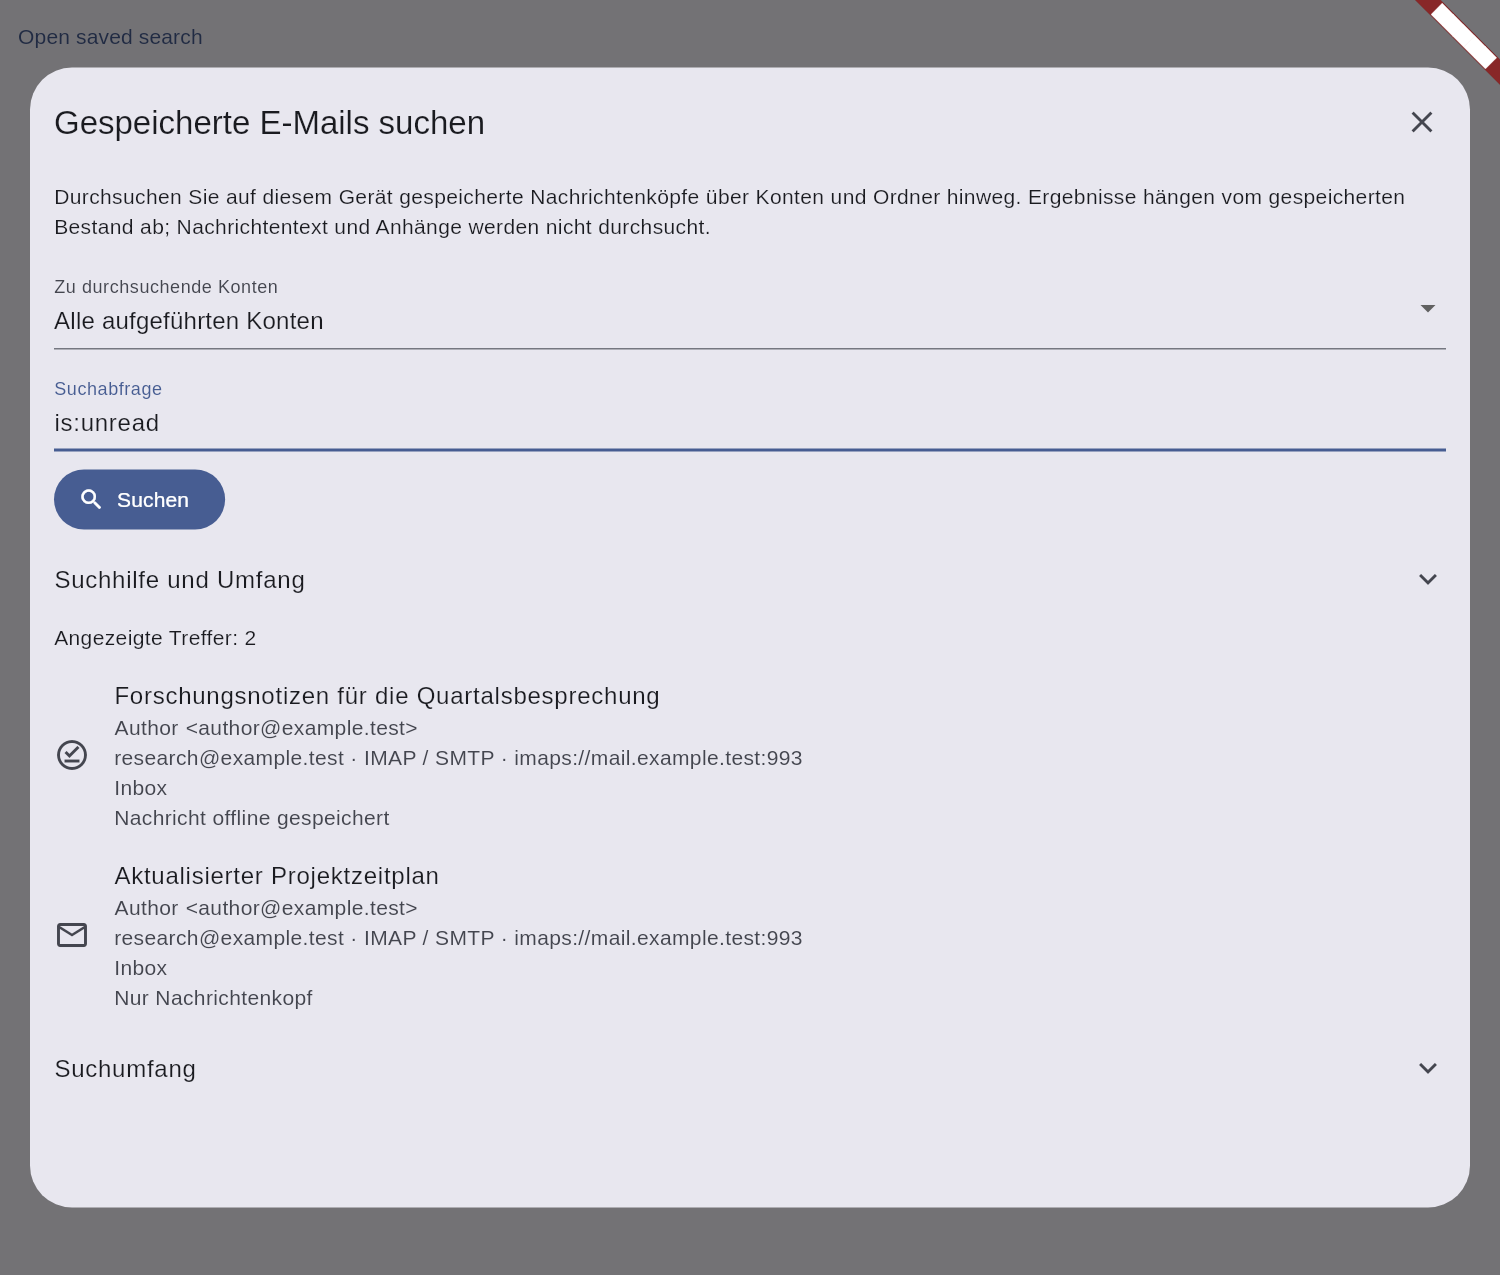 Open saved search
Gespeicherte E-Mails suchen
Durchsuchen Sie auf diesem Gerät gespeicherte Nachrichtenköpfe über Konten und Ordner hinweg. Ergebnisse hängen vom gespeicherten
Bestand ab; Nachrichtentext und Anhänge werden nicht durchsucht.
Zu durchsuchende Konten
Alle aufgeführten Konten
Suchabfrage
is:unread
Suchen
Suchhilfe und Umfang
Angezeigte Treffer: 2
Forschungsnotizen für die Quartalsbesprechung
Author <author@example.test>
research@example.test · IMAP / SMTP · imaps://mail.example.test:993
Inbox
Nachricht offline gespeichert
Aktualisierter Projektzeitplan
Author <author@example.test>
research@example.test · IMAP / SMTP · imaps://mail.example.test:993
Inbox
Nur Nachrichtenkopf
Suchumfang